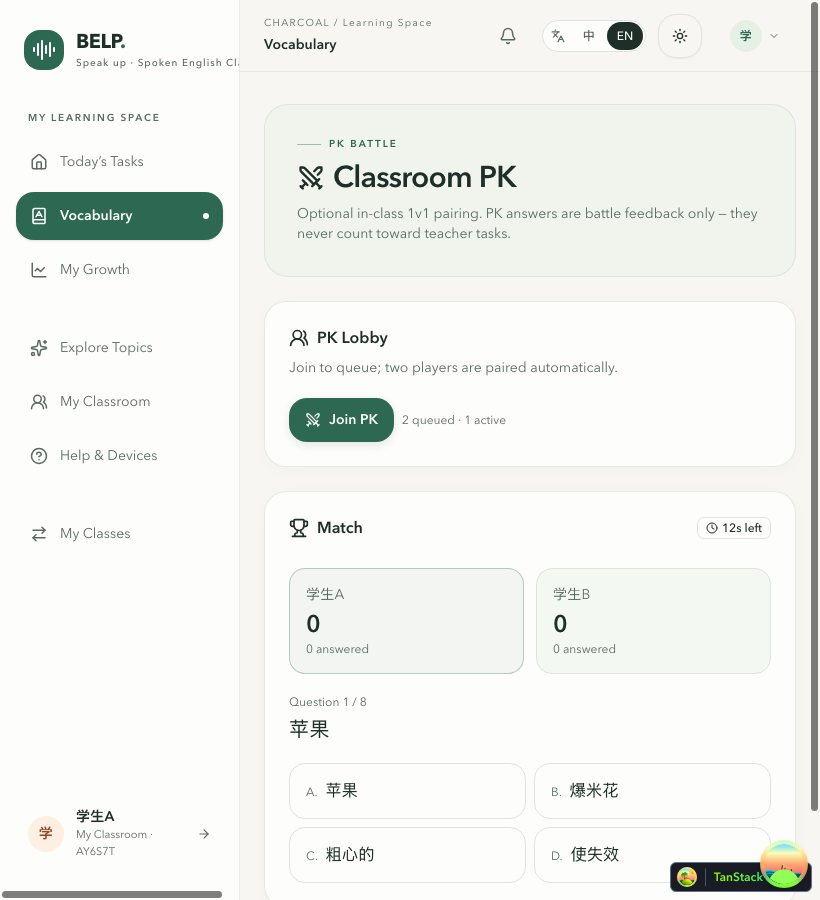 BELP.
Speak up · Spoken English Cl
MY LEARNING SPACE
Today's Tasks
Vocabulary
My Growth
Explore Topics
My Classroom
Help & Devices
My Classes
学
学生A
My Classroom ·
AY6S7T
CHARCOAL / Learning Space
Vocabulary
中
EN
学
PK BATTLE
Classroom PK
Optional in-class 1v1 pairing. PK answers are battle feedback only — they
never count toward teacher tasks.
PK Lobby
Join to queue; two players are paired automatically.
Join PK
2 queued · 1 active
Match
12s left
学生A
0
0 answered
学生B
0
0 answered
Question 1 / 8
苹果
A. 苹果
B. 爆米花
C. 粗心的
D. 使失效
TanStack